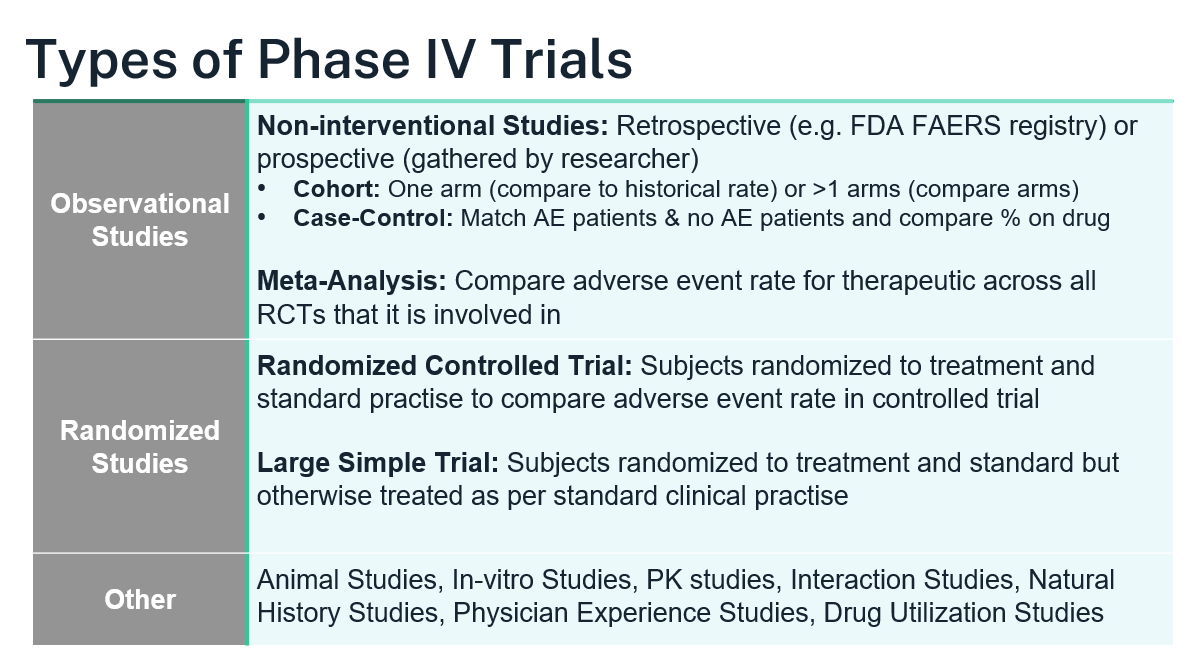 Types of Phase IV Trials
Observational
Studies
Non-interventional Studies: Retrospective (e.g. FDA FAERS registry) or
prospective (gathered by researcher)
• Cohort: One arm (compare to historical rate) or >1 arms (compare arms)
• Case-Control: Match AE patients & no AE patients and compare % on drug
Meta-Analysis: Compare adverse event rate for therapeutic across all
RCTs that it is involved in
Randomized
Studies
Randomized Controlled Trial: Subjects randomized to treatment and
standard practise to compare adverse event rate in controlled trial
Large Simple Trial: Subjects randomized to treatment and standard but
otherwise treated as per standard clinical practise
Other
Animal Studies, In-vitro Studies, PK studies, Interaction Studies, Natural
History Studies, Physician Experience Studies, Drug Utilization Studies